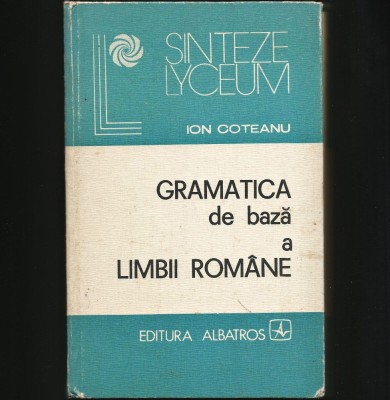 SINTEZE
LYCEUM
ION COTEANU
GRAMATICA
de bază
a
LIMBII ROMÂNE
EDITURA ALBATROS